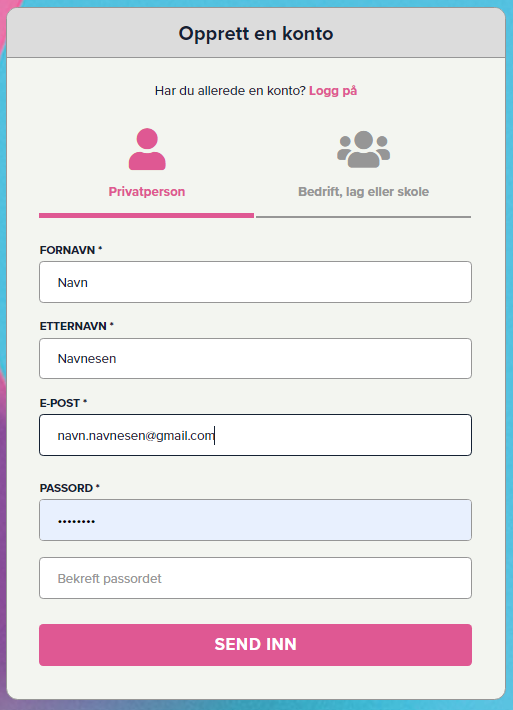 Opprett en konto
Har du allerede en konto? Logg på
Privatperson
Bedrift, lag eller skole
FORNAVN *
Navn
ETTERNAVN *
Navnesen
E-POST *
navn.navnesen@gmail.com
PASSORD *
••••••••
Bekreft passordet
SEND INN